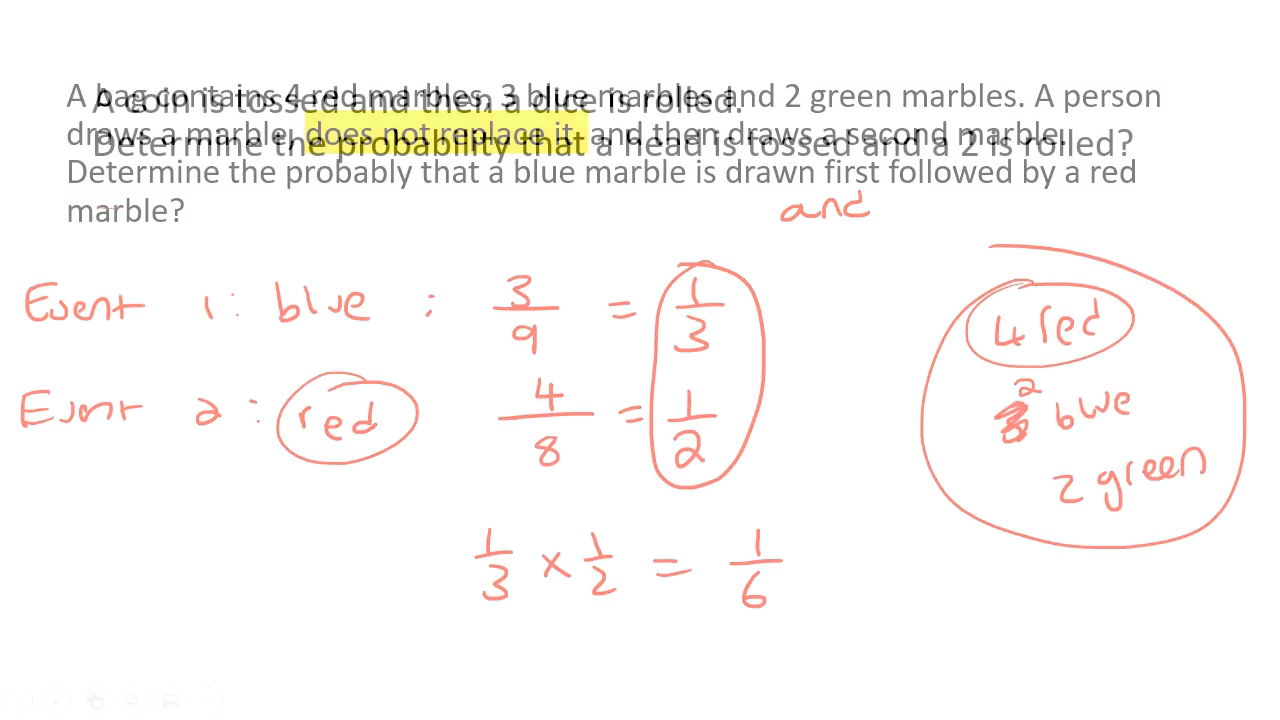 A bag contains 4 red marbles, 3 blue marbles and 2 green marbles. A person
draws a marble, does not replace it, and then draws a second marble.
Determine the probably that a blue marble is drawn first followed by a red
marble?
A coin is tossed and then a dice is rolled.
Determine the probability that a head is tossed and a 2 is rolled?
and
Event 1: blue : 3/9 = 1/3
Event 2: red 4/8 = 1/2
4 red
2 blue
2 green
1/3 × 1/2 = 1/6